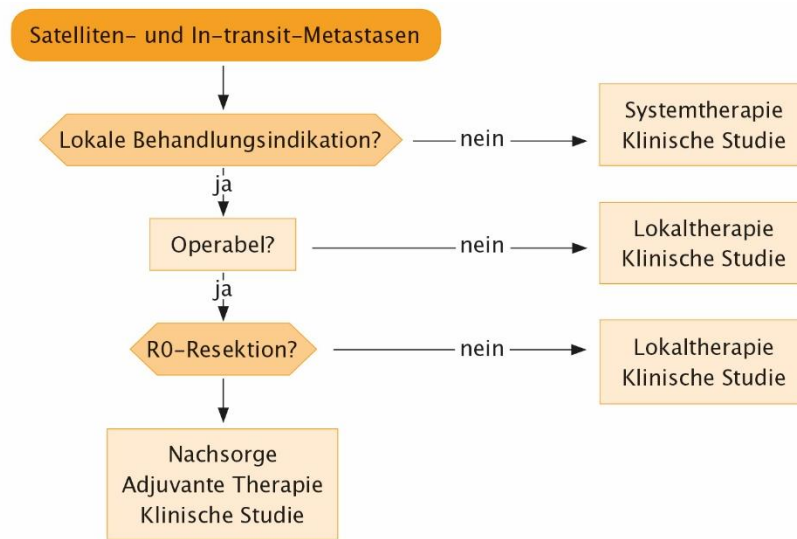 Satelliten- und In-transit-Metastasen
Lokale Behandlungsindikation?
nein
Systemtherapie
Klinische Studie
ja
Operabel?
nein
Lokaltherapie
Klinische Studie
ja
R0-Resektion?
nein
Lokaltherapie
Klinische Studie
Nachsorge
Adjuvante Therapie
Klinische Studie